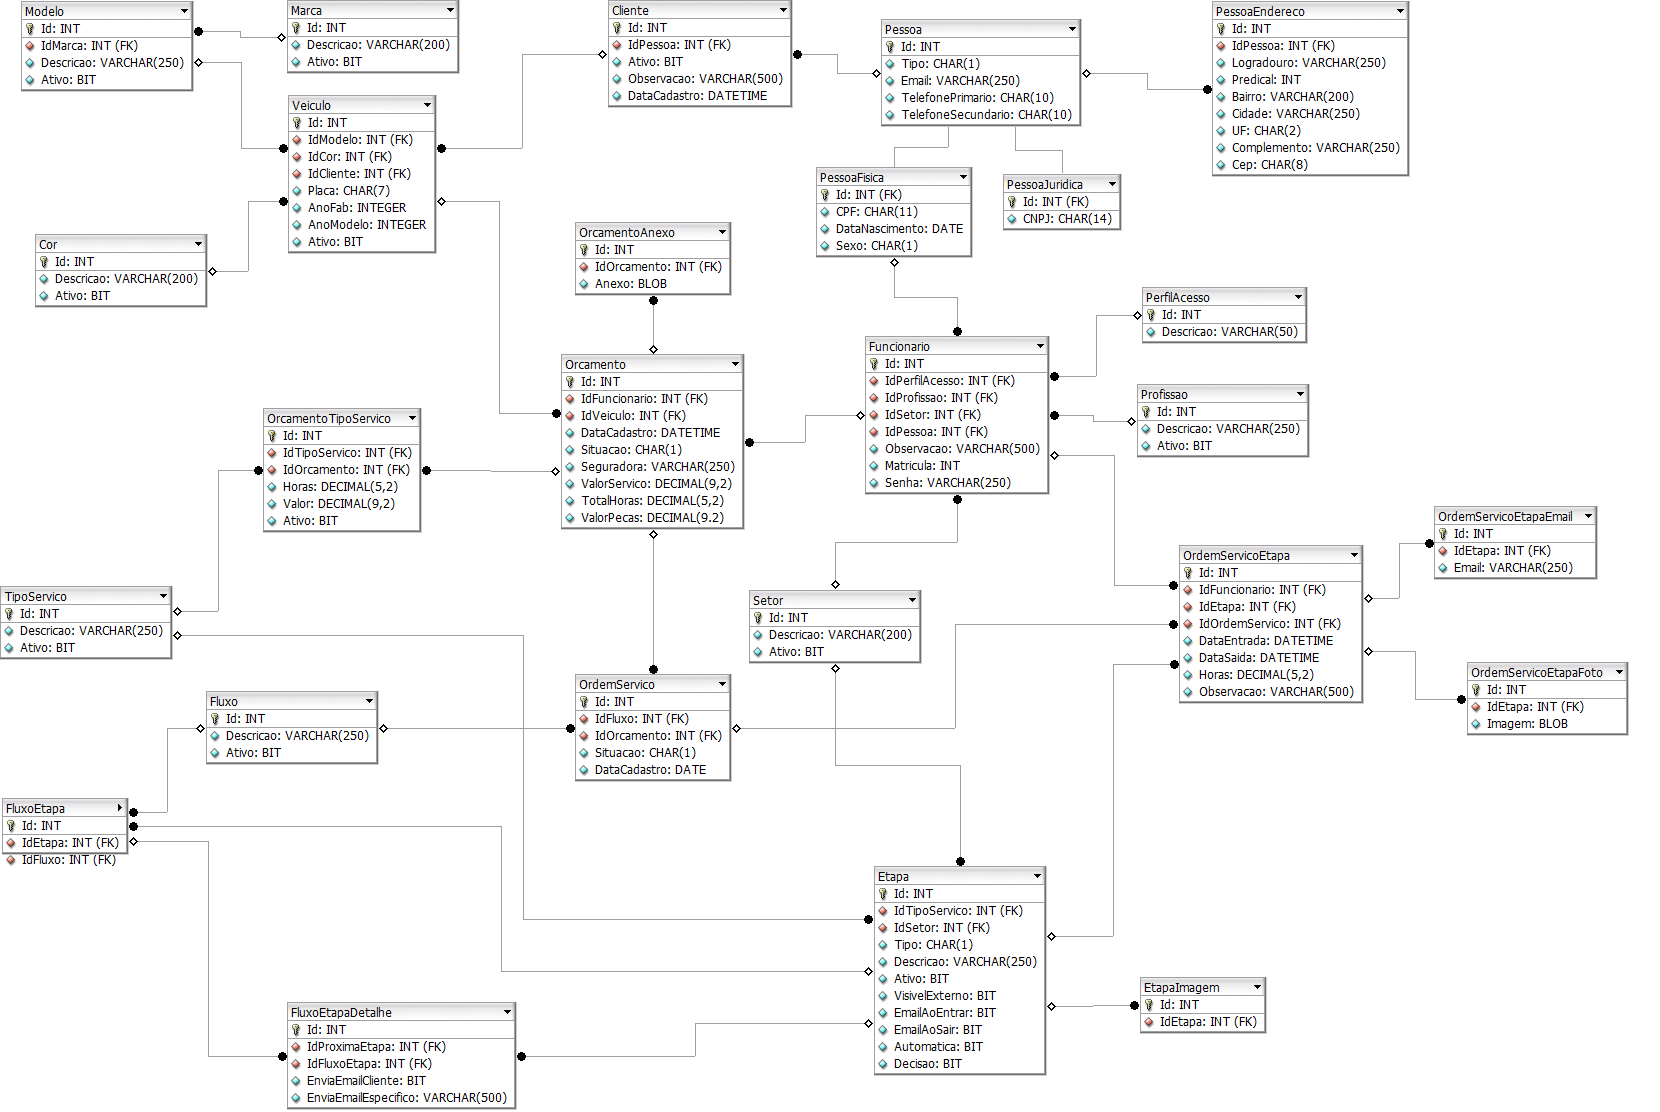 Modelo
Id: INT
IdMarca: INT (FK)
Descricao: VARCHAR(250)
Ativo: BIT
Marca
Id: INT
Descricao: VARCHAR(200)
Ativo: BIT
Cliente
Id: INT
IdPessoa: INT (FK)
Ativo: BIT
Observacao: VARCHAR(500)
DataCadastro: DATETIME
Pessoa
Id: INT
Tipo: CHAR(1)
Email: VARCHAR(250)
TelefonePrimario: CHAR(10)
TelefoneSecundario: CHAR(10)
PessoaEndereco
Id: INT
IdPessoa: INT (FK)
Logradouro: VARCHAR(250)
Predical: INT
Bairro: VARCHAR(200)
Cidade: VARCHAR(250)
UF: CHAR(2)
Complemento: VARCHAR(250)
Cep: CHAR(8)
Veiculo
Id: INT
IdModelo: INT (FK)
IdCor: INT (FK)
IdCliente: INT (FK)
Placa: CHAR(7)
AnoFab: INTEGER
AnoModelo: INTEGER
Ativo: BIT
PessoaFisica
Id: INT (FK)
CPF: CHAR(11)
DataNascimento: DATE
Sexo: CHAR(1)
PessoaJuridica
Id: INT (FK)
CNPJ: CHAR(14)
Cor
Id: INT
Descricao: VARCHAR(200)
Ativo: BIT
OrcamentoAnexo
Id: INT
IdOrcamento: INT (FK)
Anexo: BLOB
PerfilAcesso
Id: INT
Descricao: VARCHAR(50)
Funcionario
Id: INT
IdPerfilAcesso: INT (FK)
IdProfissao: INT (FK)
IdSetor: INT (FK)
IdPessoa: INT (FK)
Observacao: VARCHAR(500)
Matricula: INT
Senha: VARCHAR(250)
Orcamento
Id: INT
IdFuncionario: INT (FK)
IdVeiculo: INT (FK)
DataCadastro: DATETIME
Situacao: CHAR(1)
Seguradora: VARCHAR(250)
ValorServico: DECIMAL(9,2)
TotalHoras: DECIMAL(5,2)
ValorPecas: DECIMAL(9.2)
Profissao
Id: INT
Descricao: VARCHAR(250)
Ativo: BIT
OrcamentoTipoServico
Id: INT
IdTipoServico: INT (FK)
IdOrcamento: INT (FK)
Horas: DECIMAL(5,2)
Valor: DECIMAL(9,2)
Ativo: BIT
OrdemServicoEtapaEmail
Id: INT
IdEtapa: INT (FK)
Email: VARCHAR(250)
OrdemServicoEtapa
Id: INT
IdFuncionario: INT (FK)
IdEtapa: INT (FK)
IdOrdemServico: INT (FK)
DataEntrada: DATETIME
DataSaida: DATETIME
Horas: DECIMAL(5,2)
Observacao: VARCHAR(500)
TipoServico
Id: INT
Descricao: VARCHAR(250)
Ativo: BIT
Setor
Id: INT
Descricao: VARCHAR(200)
Ativo: BIT
OrdemServicoEtapaFoto
Id: INT
IdEtapa: INT (FK)
Imagem: BLOB
OrdemServico
Id: INT
IdFluxo: INT (FK)
IdOrcamento: INT (FK)
Situacao: CHAR(1)
DataCadastro: DATE
Fluxo
Id: INT
Descricao: VARCHAR(250)
Ativo: BIT
FluxoEtapa
Id: INT
IdEtapa: INT (FK)
IdFluxo: INT (FK)
Etapa
Id: INT
IdTipoServico: INT (FK)
IdSetor: INT (FK)
Tipo: CHAR(1)
Descricao: VARCHAR(250)
Ativo: BIT
VisivelExterno: BIT
EmailAoEntrar: BIT
EmailAoSair: BIT
Automatica: BIT
Decisao: BIT
EtapaImagem
Id: INT
IdEtapa: INT (FK)
FluxoEtapaDetalhe
Id: INT
IdProximaEtapa: INT (FK)
IdFluxoEtapa: INT (FK)
EnviaEmailCliente: BIT
EnviaEmailEspecifico: VARCHAR(500)